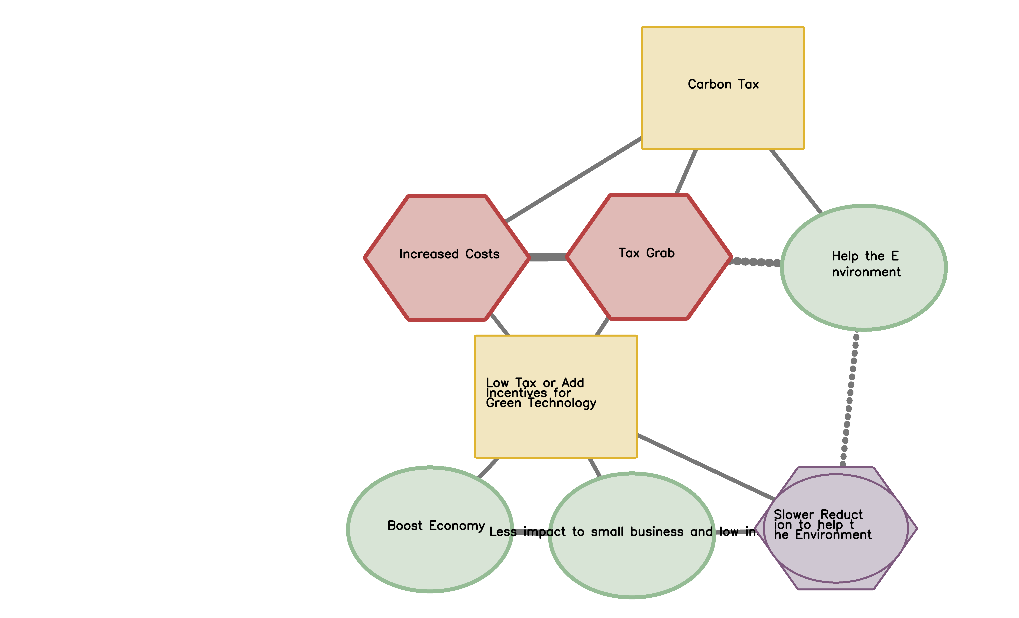 Carbon Tax
Increased Costs
Tax Grab
Help the E
nvironment
Low Tax or Add
Incentives for
Green Technology
Boost Economy
Less impact to small business and low in
Slower Reduct
ion to help t
he Environment